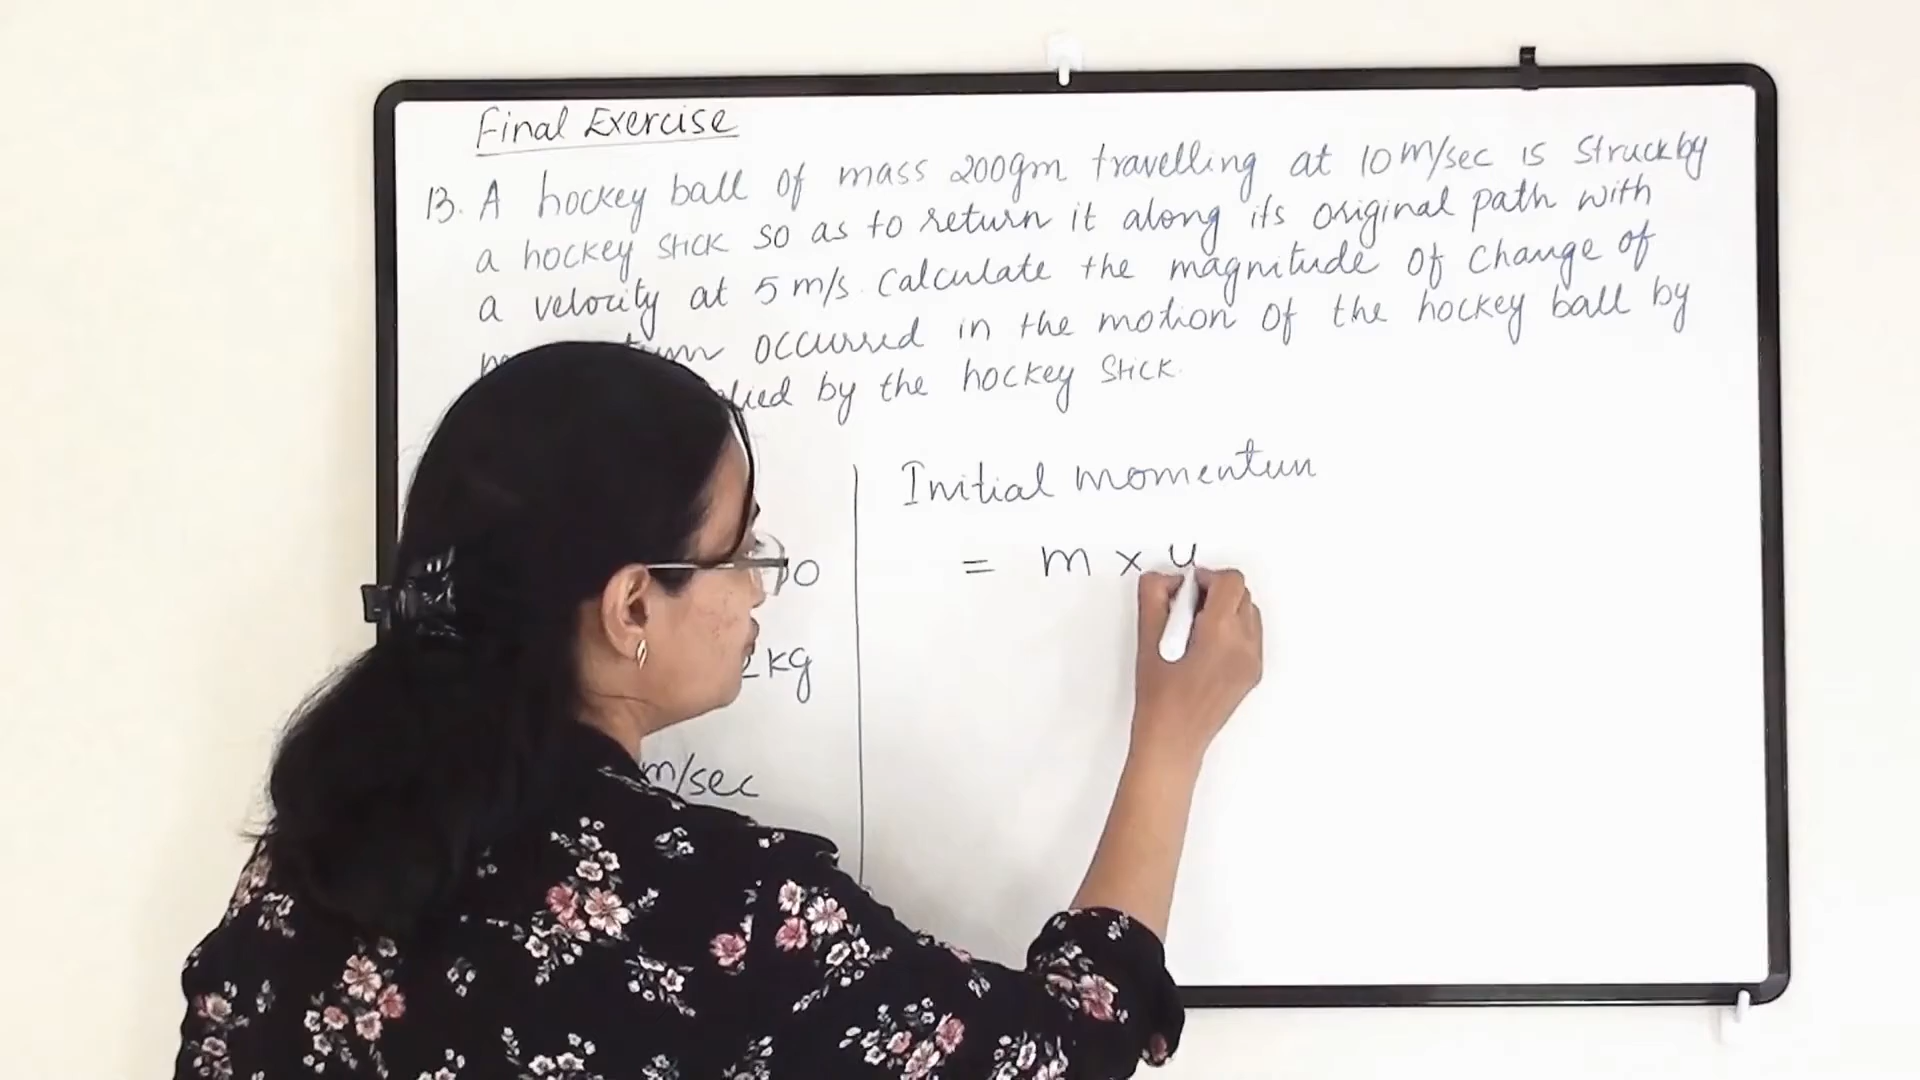 Final Exercise
13. A hockey ball of mass 200gm travelling at 10 m/sec is struck by
a hockey stick so as to return it along its original path with
a velocity at 5 m/s. Calculate the magnitude of change of
occurred in the motion of the hockey ball by
by the hockey stick.
Initial momentum
= m × u
kg
m/sec